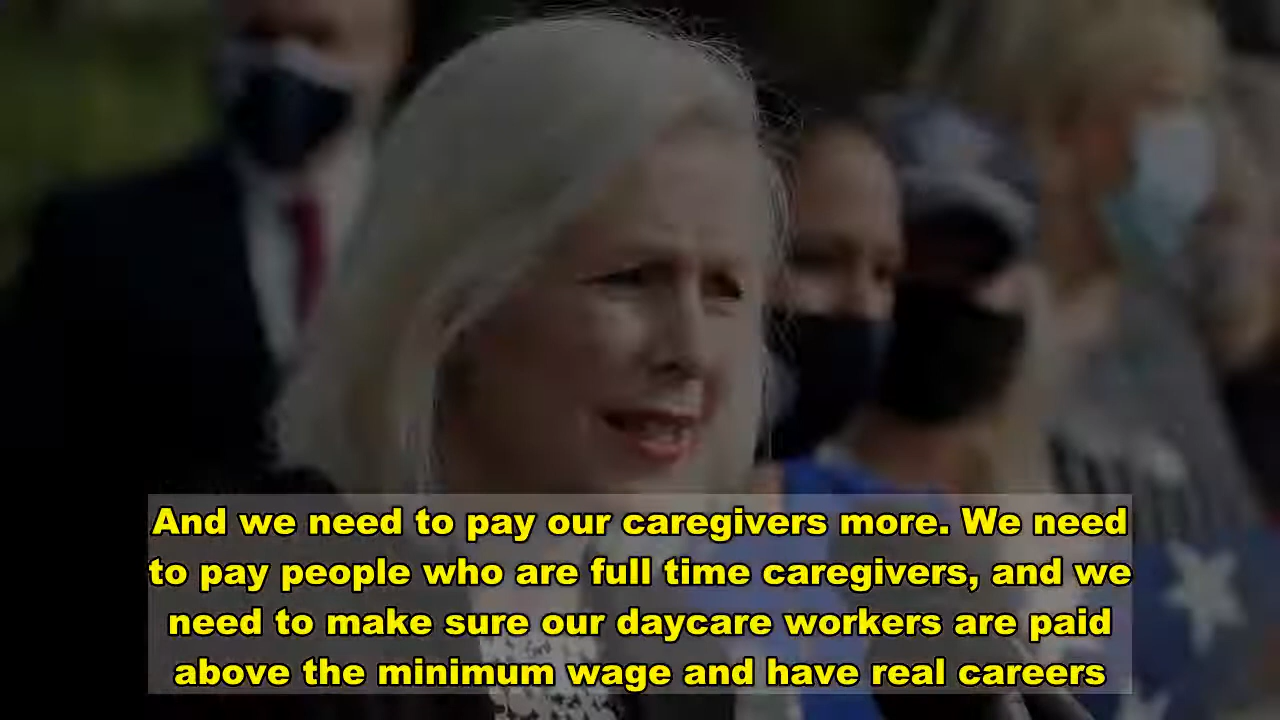 And we need to pay our caregivers more. We need
to pay people who are full time caregivers, and we
need to make sure our daycare workers are paid
above the minimum wage and have real careers